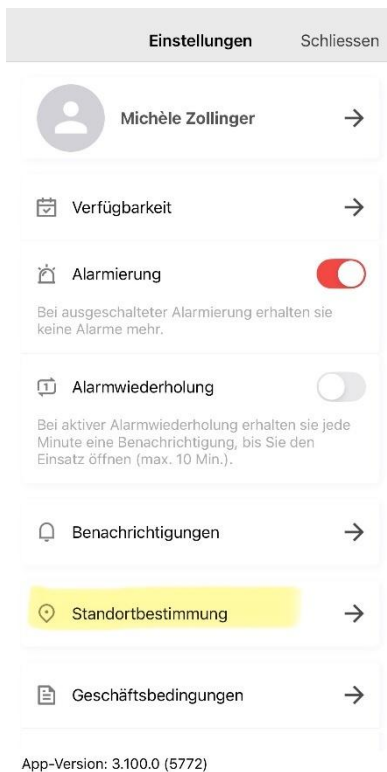 Einstellungen Schliessen
Michèle Zollinger
Verfügbarkeit
Alarmierung
Bei ausgeschalteter Alarmierung erhalten sie
keine Alarme mehr.
1 Alarmwiederholung
Bei aktiver Alarmwiederholung erhalten sie jede
Minute eine Benachrichtigung, bis Sie den
Einsatz öffnen (max. 10 Min.).
Benachrichtigungen
Standortbestimmung
Geschäftsbedingungen
App-Version: 3.100.0 (5772)